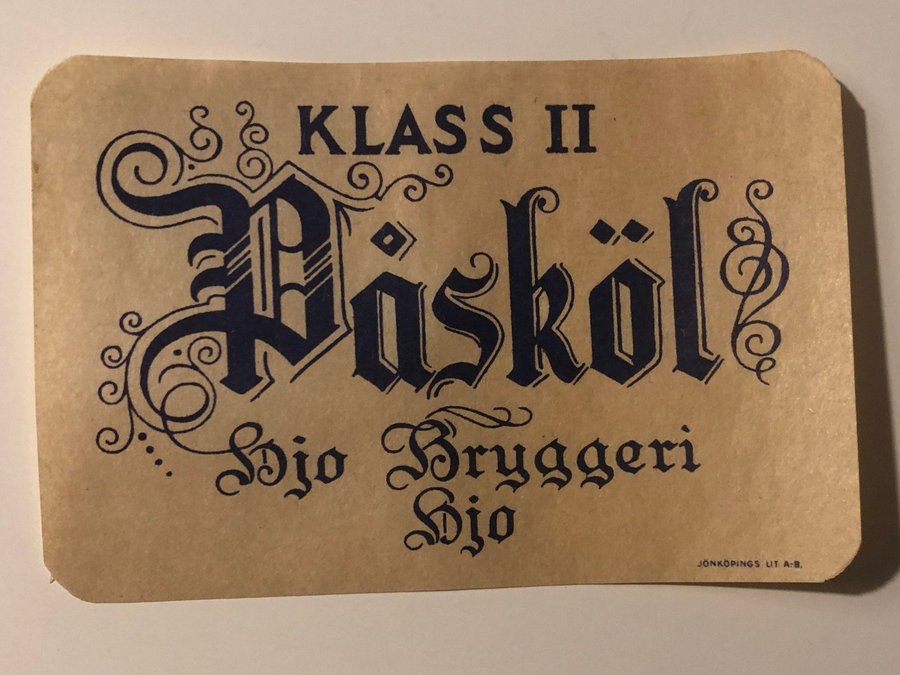 KLASS II
Påsköl
Hjo Bryggeri
Hjo
JÖNKÖPINGS LIT A.-B.